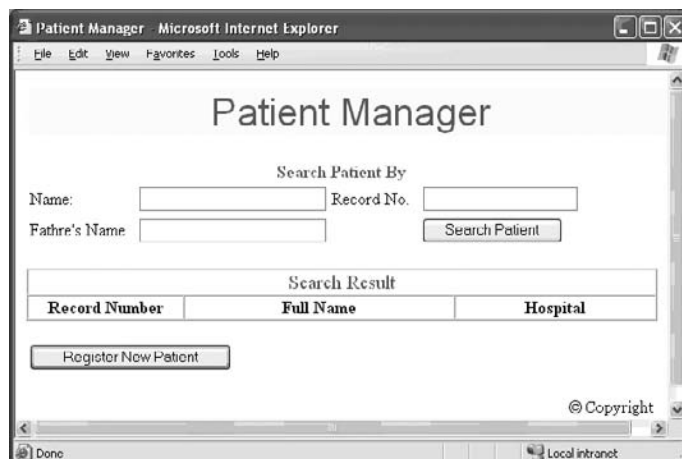 Patient Manager - Microsoft Internet Explorer
File Edit View Favorites Tools Help
Patient Manager
Search Patient By
Name: Record No.
Fathre's Name Search Patient
Search Result
Record Number Full Name Hospital
Register New Patient
© Copyright
Done Local intranet